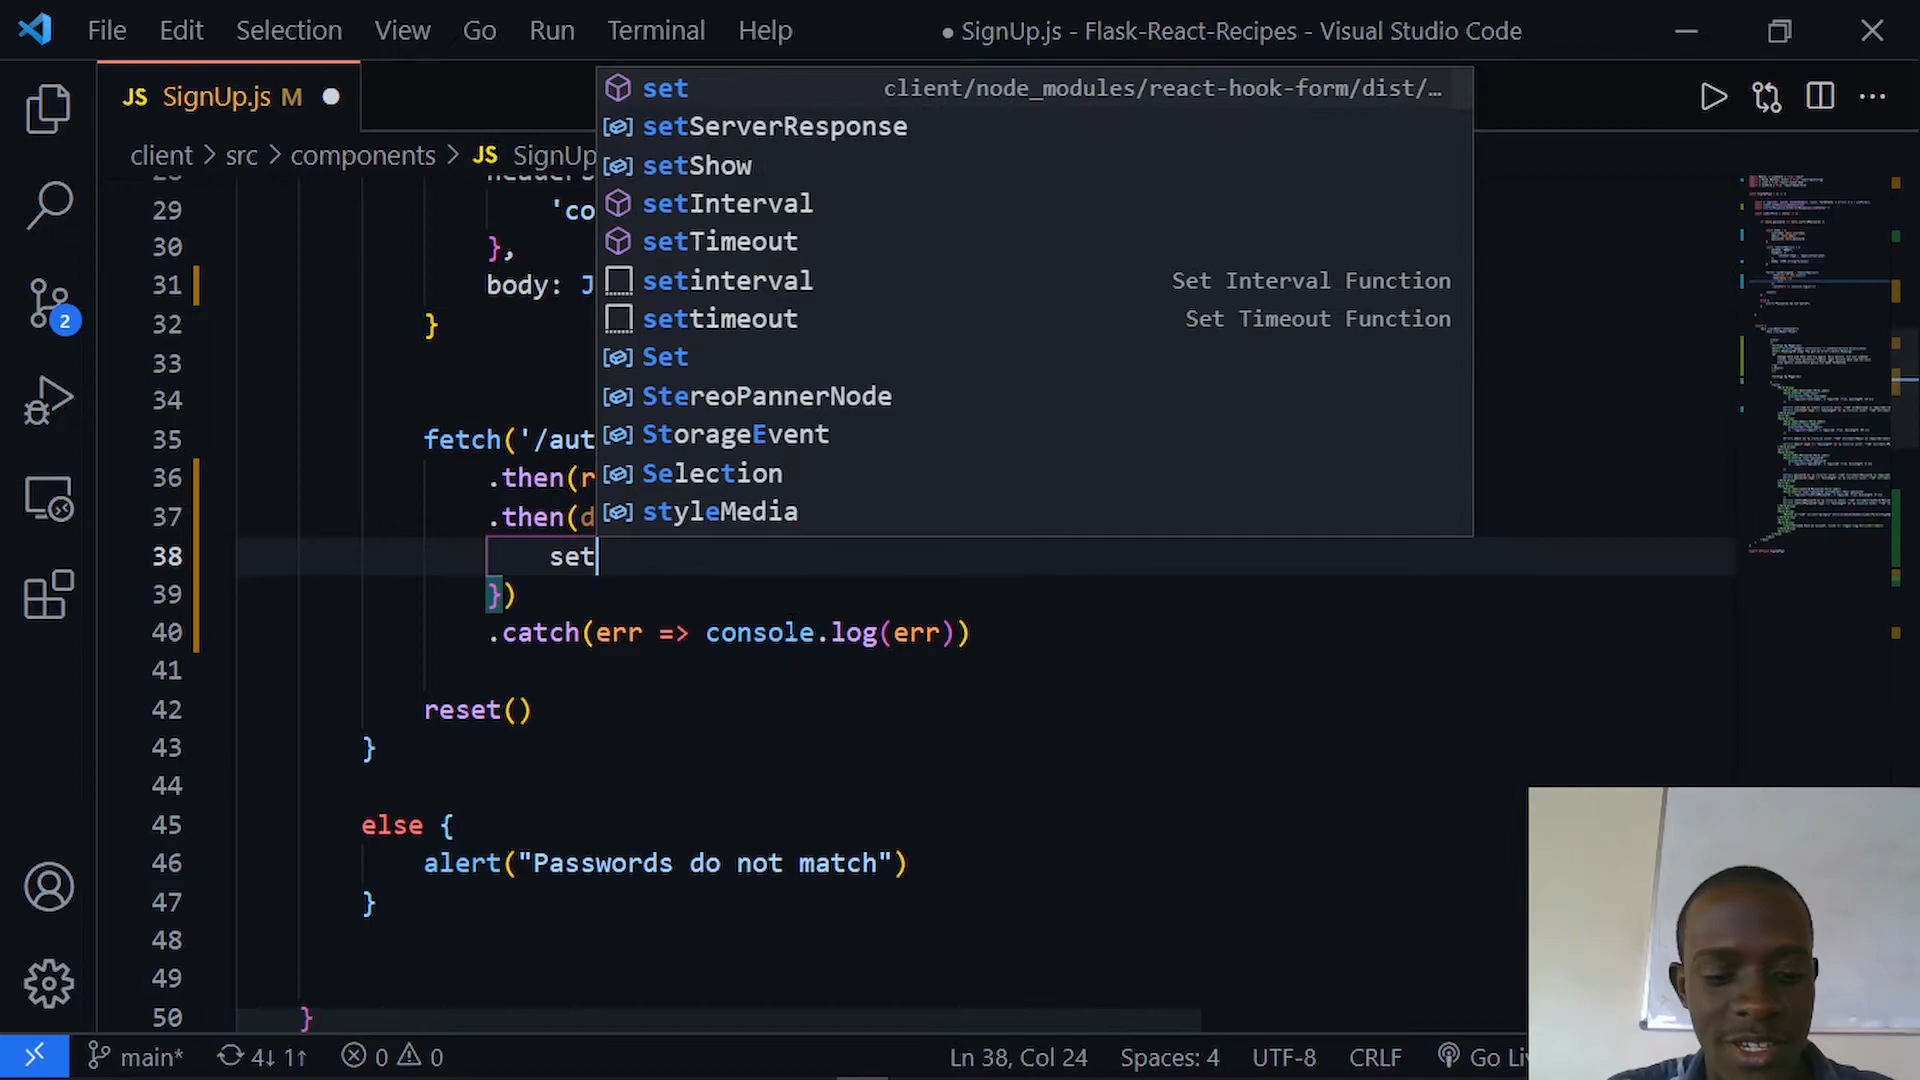 File Edit Selection View Go Run Terminal Help ● SignUp.js - Flask-React-Recipes - Visual Studio Code
JS SignUp.js M
client > src > components > JS SignUp
set client/node_modules/react-hook-form/dist/…
setServerResponse
setShow
setInterval
setTimeout
setinterval Set Interval Function
settimeout Set Timeout Function
Set
StereoPannerNode
StorageEvent
Selection
styleMedia
29 'co
30 },
31 body: J
32 }
33
34
35 fetch('/aut
36 .then(r
37 .then(d
38 set
39 })
40 .catch(err => console.log(err))
41
42 reset()
43 }
44
45 else {
46 alert("Passwords do not match")
47 }
48
49
50 }
2
main* 4↓ 1↑ 0 0 Ln 38, Col 24 Spaces: 4 UTF-8 CRLF Go Li